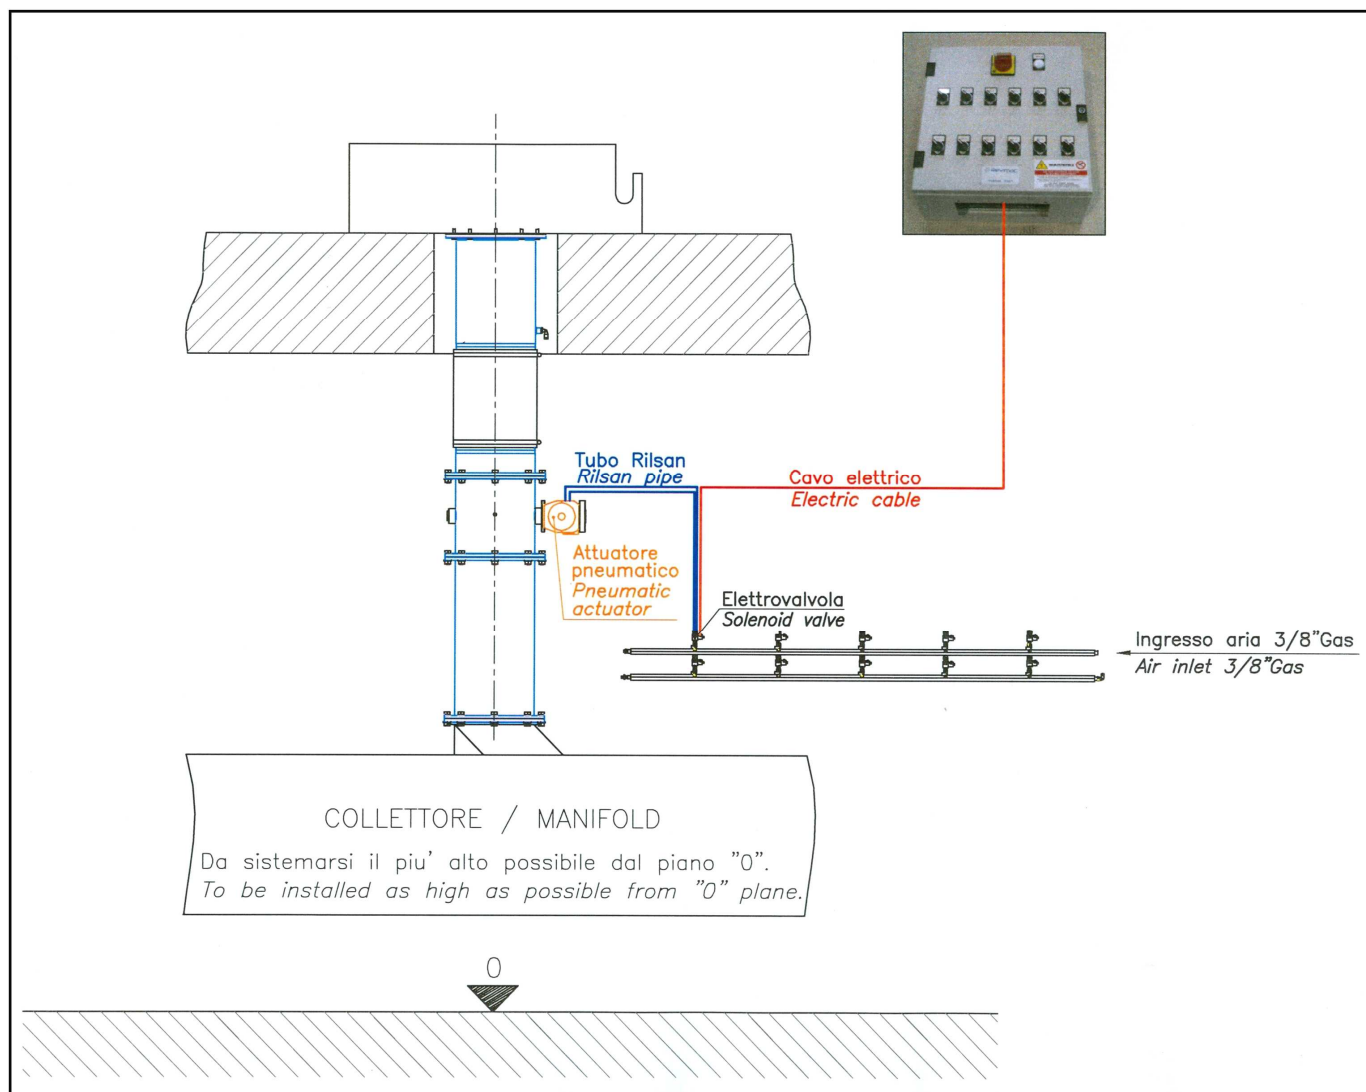 Tubo Rilsan
Rilsan pipe
Cavo elettrico
Electric cable
Attuatore
pneumatico
Pneumatic
actuator
Elettrovalvola
Solenoid valve
Ingresso aria 3/8"Gas
Air inlet 3/8"Gas
COLLETTORE / MANIFOLD
Da sistemarsi il piu' alto possibile dal piano "0".
To be installed as high as possible from "0" plane.
0